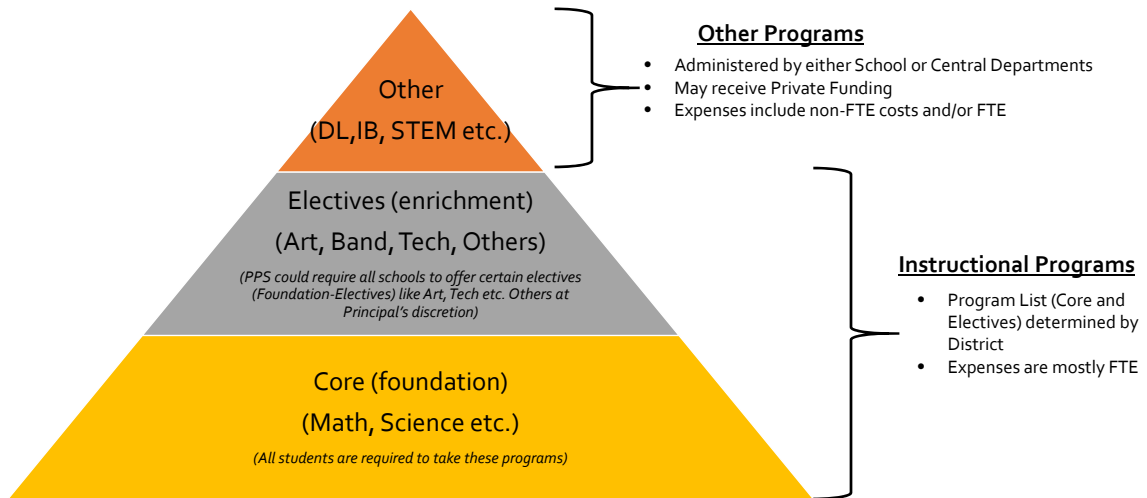 Other
(DL,IB, STEM etc.)
Other Programs
• Administered by either School or Central Departments
• May receive Private Funding
• Expenses include non-FTE costs and/or FTE
Electives (enrichment)
(Art, Band, Tech, Others)
(PPS could require all schools to offer certain electives
(Foundation-Electives) like Art, Tech etc. Others at
Principal's discretion)
Core (foundation)
(Math, Science etc.)
(All students are required to take these programs)
Instructional Programs
• Program List (Core and
Electives) determined by
District
• Expenses are mostly FTE